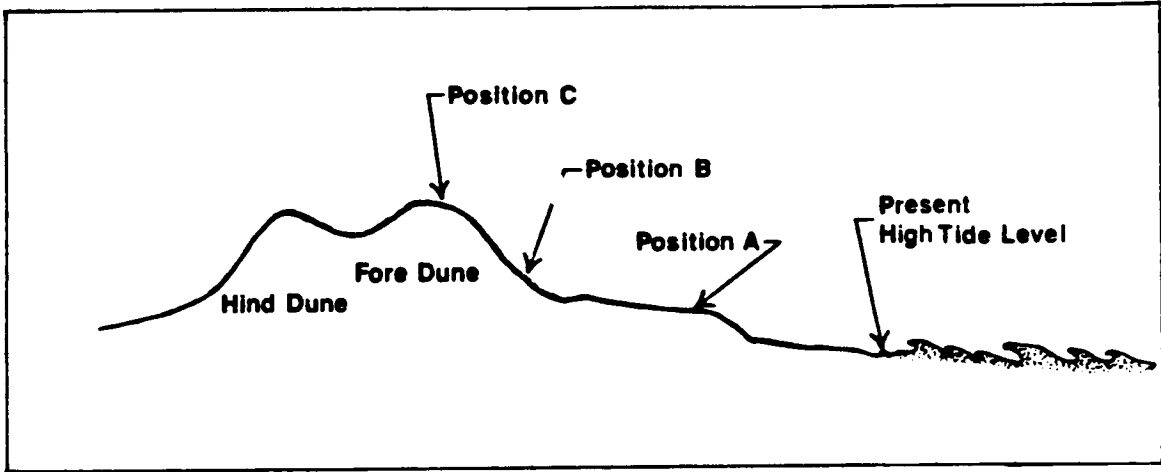 Position C
Position B
Present
High Tide Level
Position A
Fore Dune
Hind Dune